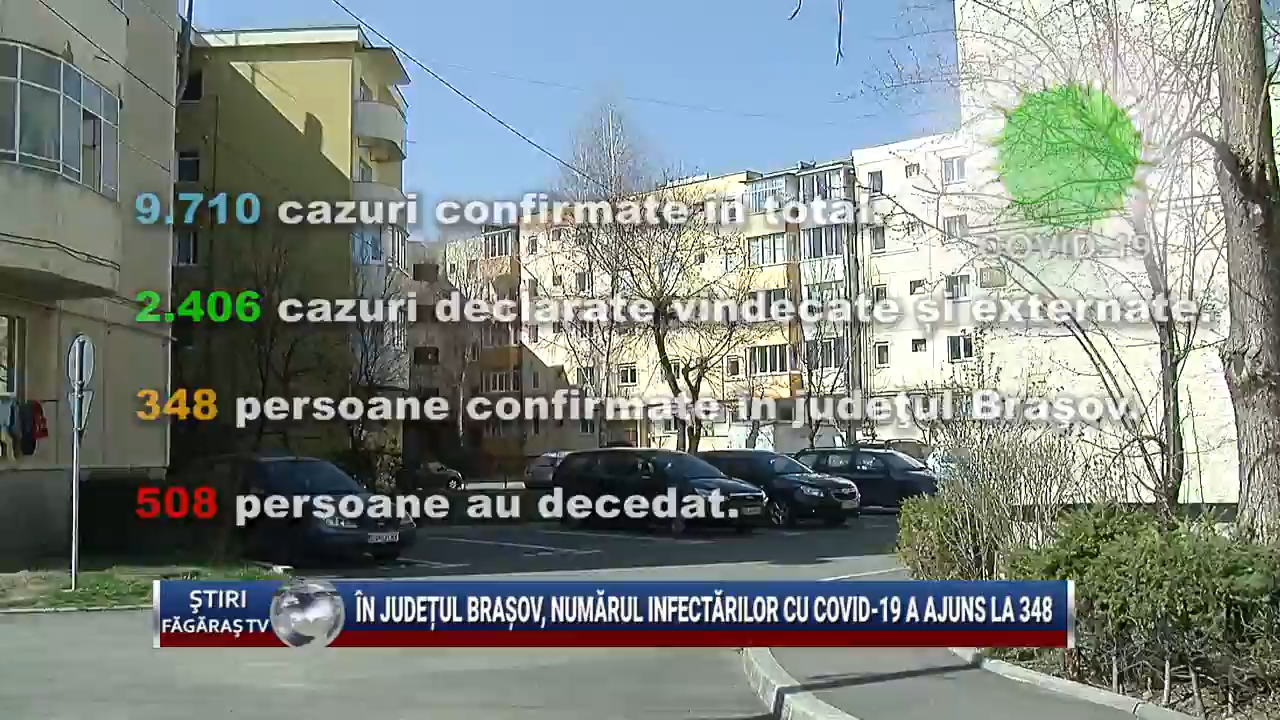 9.710 cazuri confirmate în total.
COVID-19
2.406 cazuri declarate vindecate și externate.
348 persoane confirmate în județul Brașov.
508 persoane au decedat.
ȘTIRI
FĂGĂRAȘ TV
ÎN JUDEȚUL BRAȘOV, NUMĂRUL INFECTĂRILOR CU COVID-19 A AJUNS LA 348